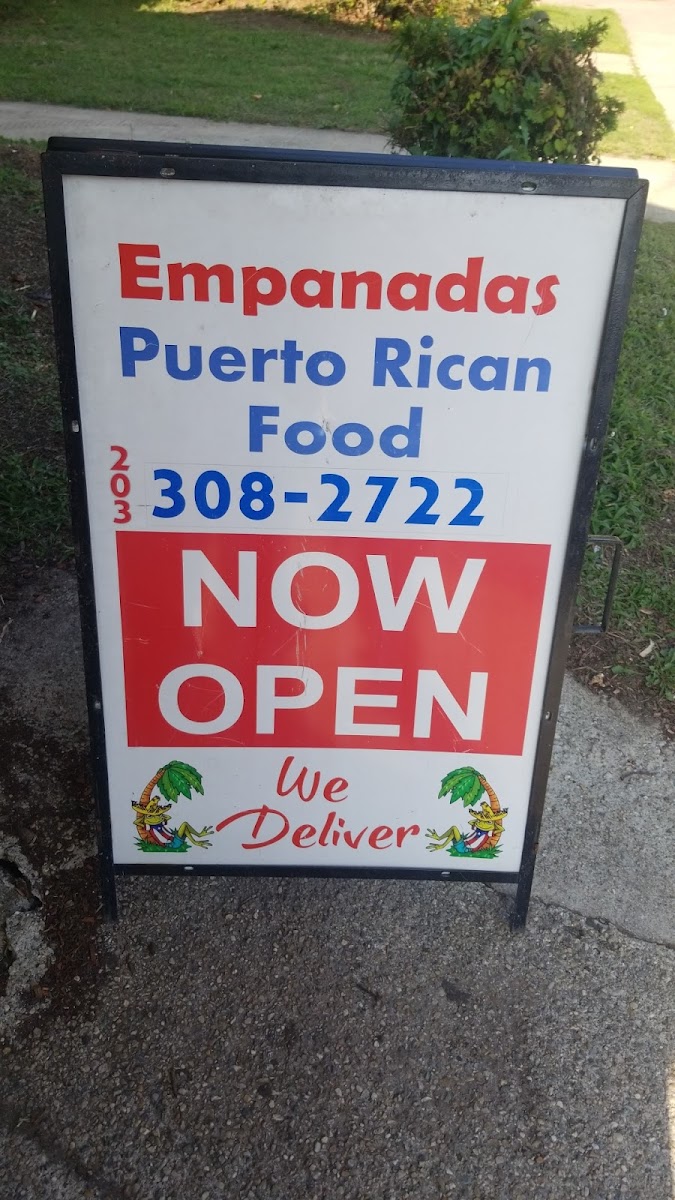 Empanadas
Puerto Rican
Food
203 308-2722
NOW
OPEN
We
Deliver